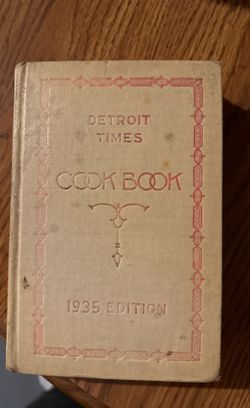 DETROIT
TIMES
COOK BOOK
1935 EDITION